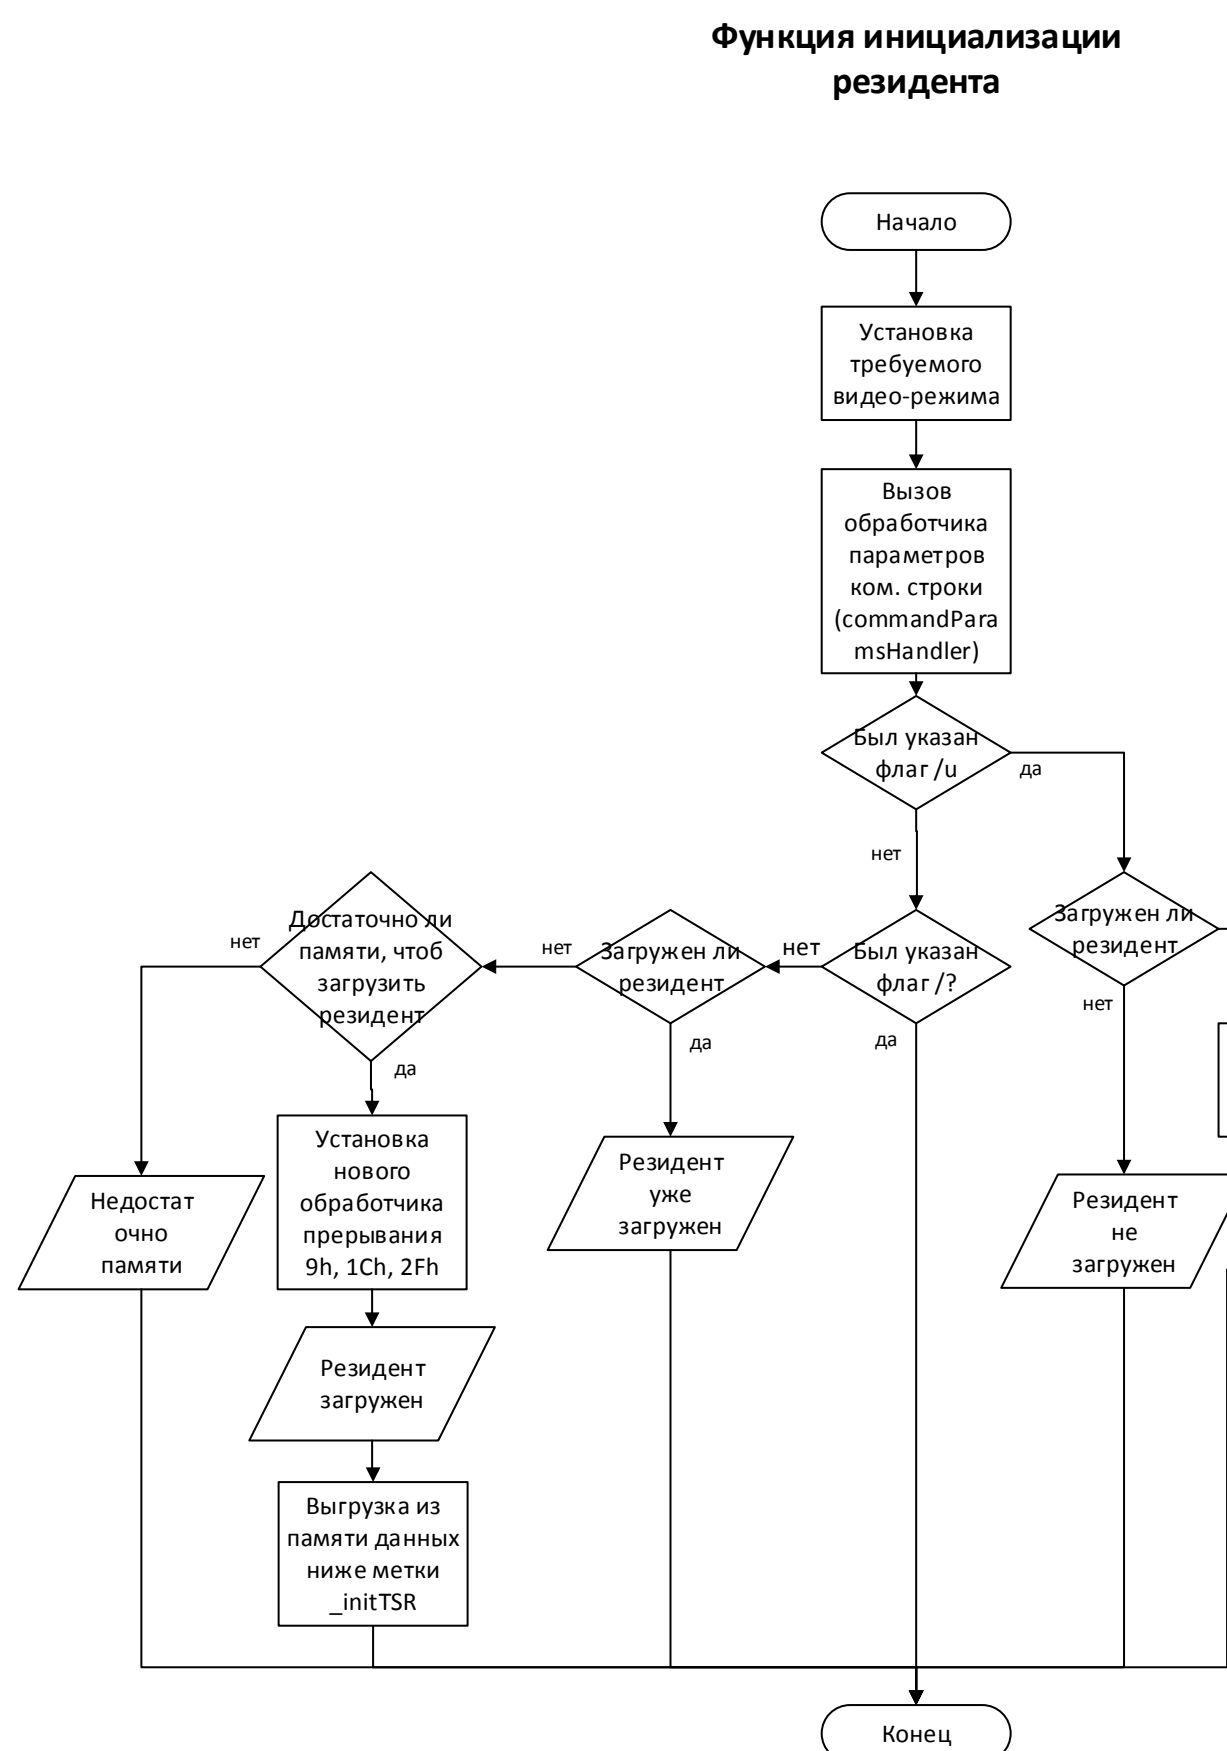 Функция инициализации
резидента
Начало
Установка
требуемого
видео-режима
Вызов
обработчика
параметров
ком. строки
(commandPara
msHandler)
Был указан
флаг /u
да
нет
Достаточно ли
памяти, чтоб
загрузить
резидент
нет
да
Загружен ли
резидент
нет
да
Был указан
флаг /?
нет
да
Загружен ли
резидент
нет
Недостат
очно
памяти
Установка
нового
обработчика
прерывания
9h, 1Ch, 2Fh
Резидент
уже
загружен
Резидент
не
загружен
Резидент
загружен
Выгрузка из
памяти данных
ниже метки
_initTSR
Конец